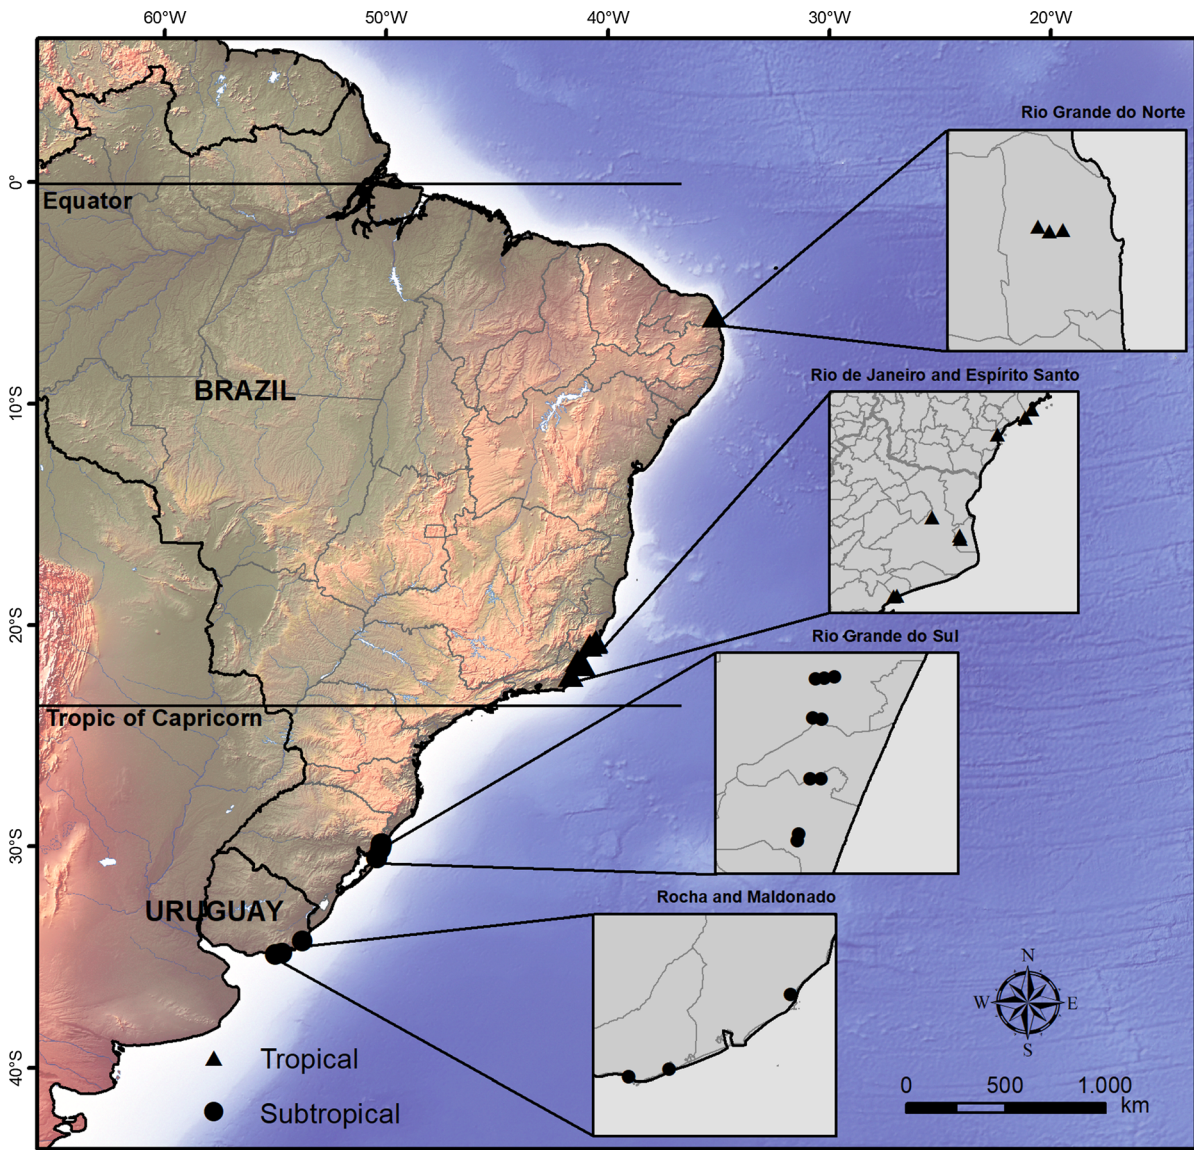 60°W 50°W 40°W 30°W 20°W
Rio Grande do Norte
0°
Equator
Rio de Janeiro and Espírito Santo
BRAZIL
10°S
20°S
Rio Grande do Sul
Tropic of Capricorn
30°S
Rocha and Maldonado
URUGUAY
N
W E
S
40°S
Tropical
Subtropical
0 500 1.000
km